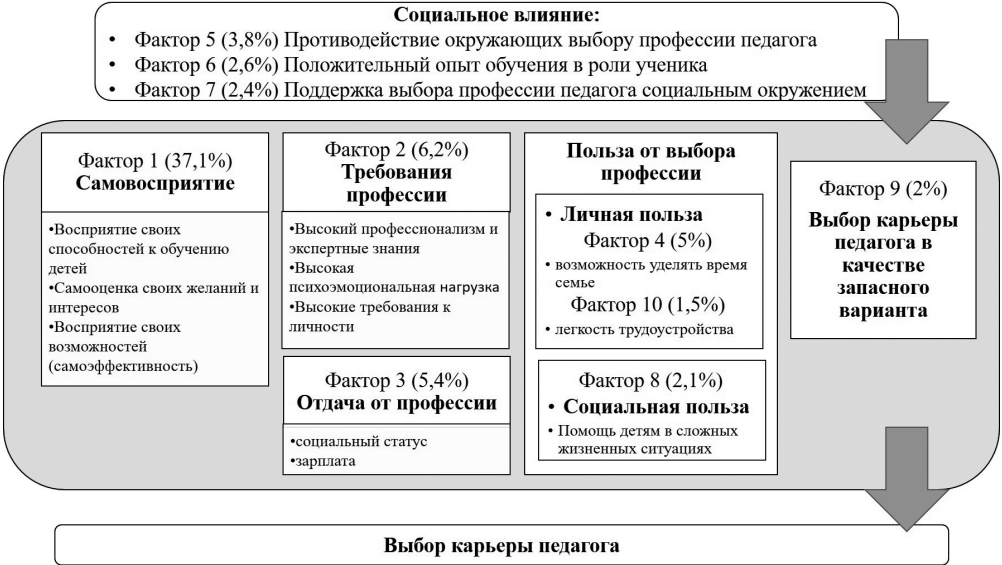 Социальное влияние:
• Фактор 5 (3,8%) Противодействие окружающих выбору профессии педагога
• Фактор 6 (2,6%) Положительный опыт обучения в роли ученика
• Фактор 7 (2,4%) Поддержка выбора профессии педагога социальным окружением
Фактор 1 (37,1%)
Самовосприятие
•Восприятие своих
способностей к обучению
детей
•Самооценка своих желаний и
интересов
•Восприятие своих
возможностей
(самоэффективность)
Фактор 2 (6,2%)
Требования
профессии
•Высокий профессионализм и
экспертные знания
•Высокая
психоэмоциональная нагрузка
•Высокие требования к
личности
Фактор 3 (5,4%)
Отдача от профессии
•социальный статус
•зарплата
Польза от выбора
профессии
• Личная польза
Фактор 4 (5%)
• возможность уделять время
семье
Фактор 10 (1,5%)
• легкость трудоустройства
Фактор 8 (2,1%)
• Социальная польза
• Помощь детям в сложных
жизненных ситуациях
Фактор 9 (2%)
Выбор карьеры
педагога в
качестве
запасного
варианта
Выбор карьеры педагога